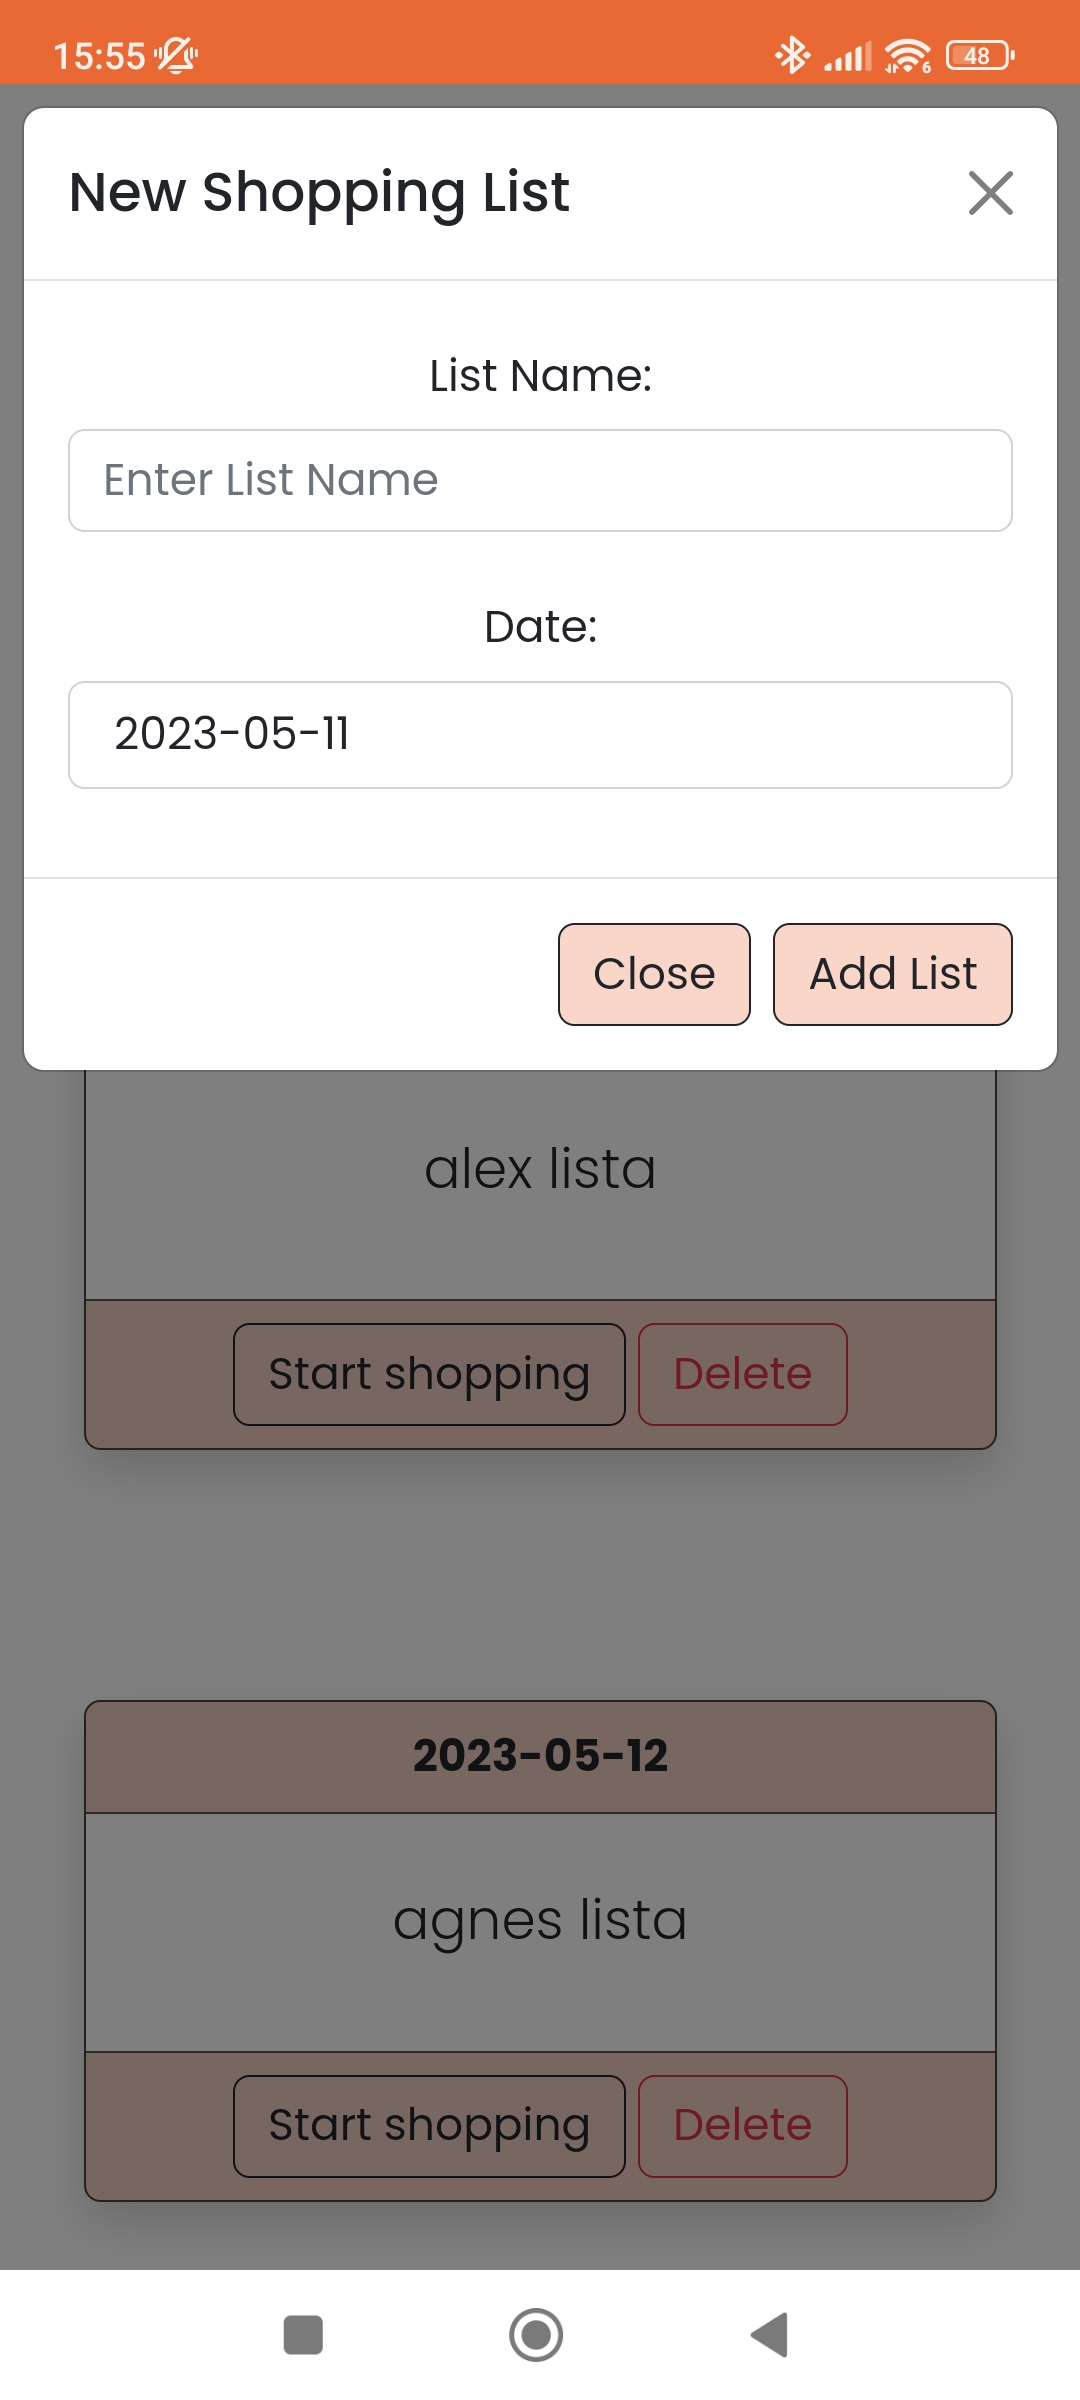 15:55
6
48
New Shopping List
List Name:
Enter List Name
Date:
2023-05-11
Close Add List
alex lista
Start shopping Delete
2023-05-12
agnes lista
Start shopping Delete